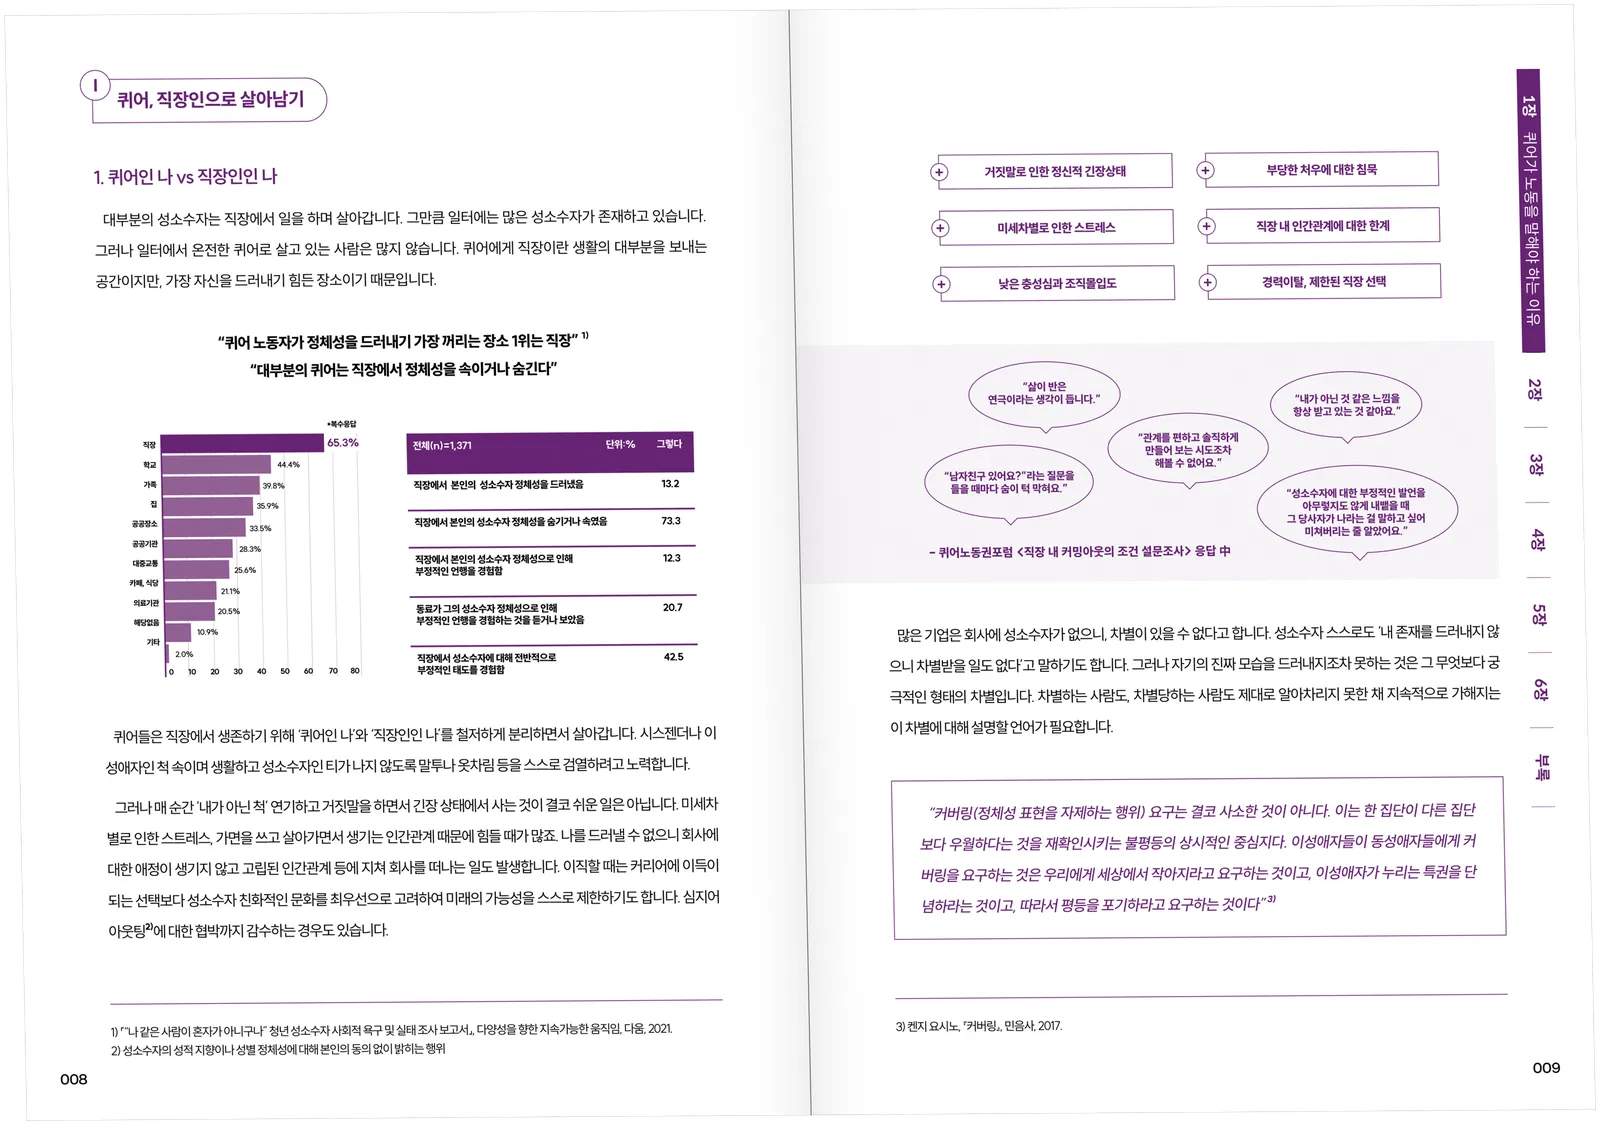 I
퀴어, 직장인으로 살아남기
1. 퀴어인 나 vs 직장인인 나
대부분의 성소수자는 직장에서 일을 하며 살아갑니다. 그만큼 일터에는 많은 성소수자가 존재하고 있습니다.
그러나 일터에서 온전한 퀴어로 살고 있는 사람은 많지 않습니다. 퀴어에게 직장이란 생활의 대부분을 보내는
공간이지만, 가장 자신을 드러내기 힘든 장소이기 때문입니다.
“퀴어 노동자가 정체성을 드러내기 가장 꺼리는 장소 1위는 직장” 1)
“대부분의 퀴어는 직장에서 정체성을 속이거나 숨긴다”
*복수응답
직장 65.3%
학교 44.4%
가족 39.8%
집 35.9%
공공장소 33.5%
공공기관 28.3%
대중교통 25.6%
카페, 식당 21.1%
의료기관 20.5%
해당없음 10.9%
기타 2.0%
0 10 20 30 40 50 60 70 80
전체(n)=1,371 단위:% 그렇다
직장에서 본인의 성소수자 정체성을 드러냈음 13.2
직장에서 본인의 성소수자 정체성을 숨기거나 속였음 73.3
직장에서 본인의 성소수자 정체성으로 인해
부정적인 언행을 경험함 12.3
동료가 그의 성소수자 정체성으로 인해
부정적인 언행을 경험하는 것을 듣거나 보았음 20.7
직장에서 성소수자에 대해 전반적으로
부정적인 태도를 경험함 42.5
퀴어들은 직장에서 생존하기 위해 ‘퀴어인 나’와 ‘직장인인 나’를 철저하게 분리하면서 살아갑니다. 시스젠더나 이
성애자인 척 속이며 생활하고 성소수자인 티가 나지 않도록 말투나 옷차림 등을 스스로 검열하려고 노력합니다.
그러나 매 순간 ‘내가 아닌 척’ 연기하고 거짓말을 하면서 긴장 상태에서 사는 것이 결코 쉬운 일은 아닙니다. 미세차
별로 인한 스트레스, 가면을 쓰고 살아가면서 생기는 인간관계 때문에 힘들 때가 많죠. 나를 드러낼 수 없으니 회사에
대한 애정이 생기지 않고 고립된 인간관계 등에 지쳐 회사를 떠나는 일도 발생합니다. 이직할 때는 커리어에 이득이
되는 선택보다 성소수자 친화적인 문화를 최우선으로 고려하여 미래의 가능성을 스스로 제한하기도 합니다. 심지어
아웃팅2)에 대한 협박까지 감수하는 경우도 있습니다.
1) 『“나 같은 사람이 혼자가 아니구나” 청년 성소수자 사회적 욕구 및 실태 조사 보고서』, 다양성을 향한 지속가능한 움직임, 다움, 2021.
2) 성소수자의 성적 지향이나 성별 정체성에 대해 본인의 동의 없이 밝히는 행위
008
+ 거짓말로 인한 정신적 긴장상태
+ 부당한 처우에 대한 침묵
+ 미세차별로 인한 스트레스
+ 직장 내 인간관계에 대한 한계
+ 낮은 충성심과 조직몰입도
+ 경력이탈, 제한된 직장 선택
“삶이 반은
연극이라는 생각이 듭니다.”
“내가 아닌 것 같은 느낌을
항상 받고 있는 것 같아요.”
“관계를 편하고 솔직하게
만들어 보는 시도조차
해볼 수 없어요.”
“남자친구 있어요?”라는 질문을
들을 때마다 숨이 턱 막혀요.”
“성소수자에 대한 부정적인 발언을
아무렇지도 않게 내뱉을 때
그 당사자가 나라는 걸 말하고 싶어
미쳐버리는 줄 알았어요.”
- 퀴어노동권포럼 <직장 내 커밍아웃의 조건 설문조사> 응답 中
많은 기업은 회사에 성소수자가 없으니, 차별이 있을 수 없다고 합니다. 성소수자 스스로도 ‘내 존재를 드러내지 않
으니 차별받을 일도 없다’고 말하기도 합니다. 그러나 자기의 진짜 모습을 드러내지조차 못하는 것은 그 무엇보다 궁
극적인 형태의 차별입니다. 차별하는 사람도, 차별당하는 사람도 제대로 알아차리지 못한 채 지속적으로 가해지는
이 차별에 대해 설명할 언어가 필요합니다.
“커버링(정체성 표현을 자제하는 행위) 요구는 결코 사소한 것이 아니다. 이는 한 집단이 다른 집단
보다 우월하다는 것을 재확인시키는 불평등의 상시적인 중심지다. 이성애자들이 동성애자들에게 커
버링을 요구하는 것은 우리에게 세상에서 작아지라고 요구하는 것이고, 이성애자가 누리는 특권을 단
념하라는 것이고, 따라서 평등을 포기하라고 요구하는 것이다” 3)
3) 켄지 요시노, 『커버링』, 민음사, 2017.
009
1장 퀴어가 노동을 말해야 하는 이유
2장
3장
4장
5장
6장
부록